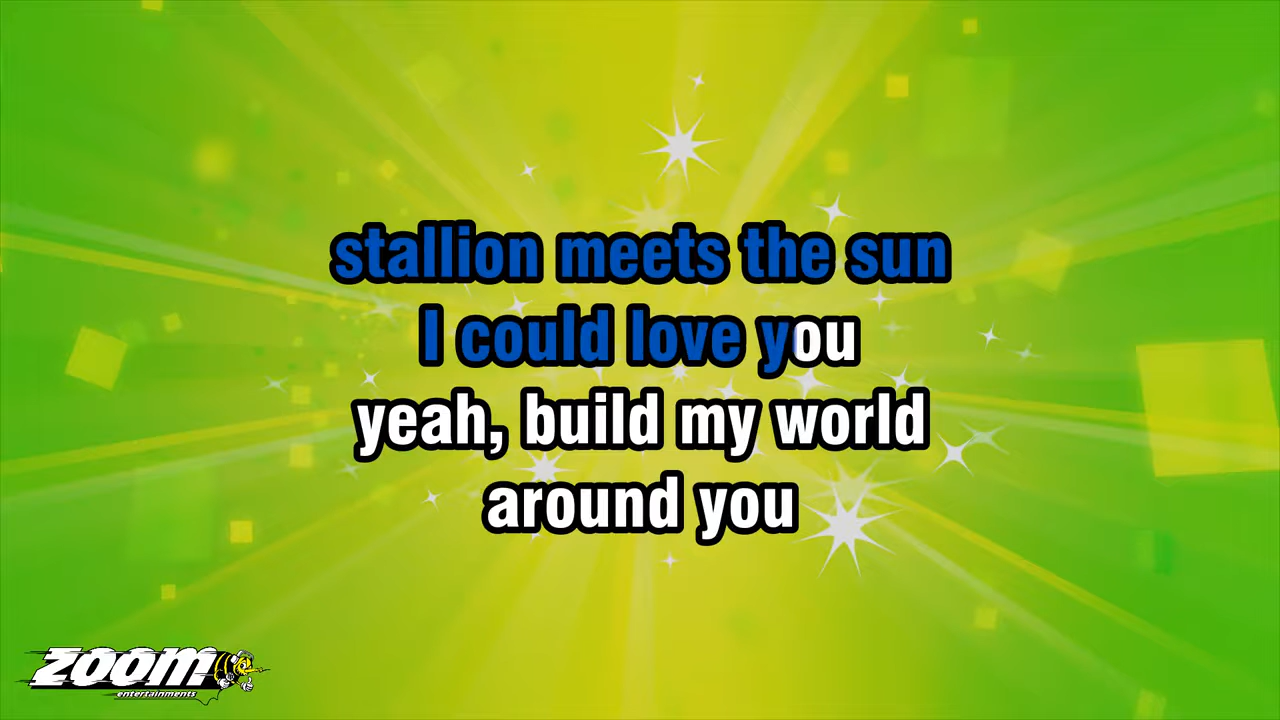 stallion meets the sun
I could love you
yeah, build my world
around you
zoom
entertainments